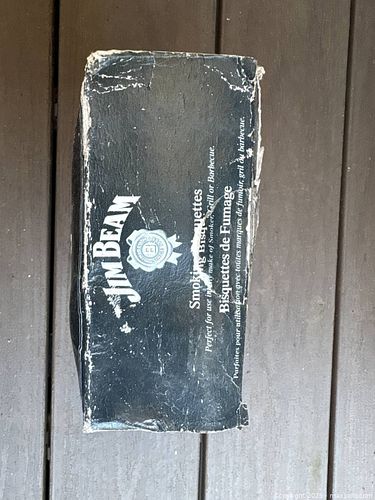 JIM BEAM
Smoking Bisquettes
Perfect for use in any make of Smoker, Grill or Barbecue.
Bisquettes de Fumage
Parfaites pour utilisation avec toutes marques de fumoir, gril ou barbecue.